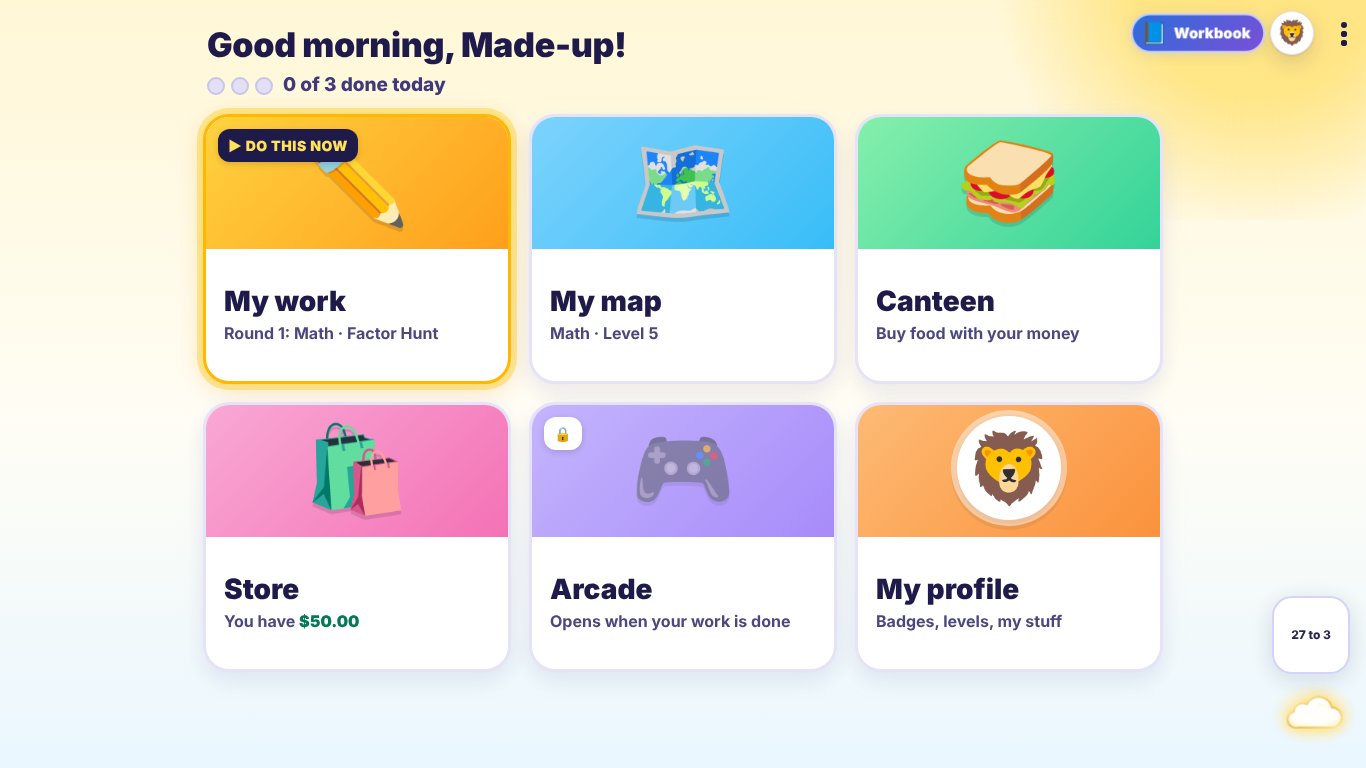 Good morning, Made-up!
0 of 3 done today
Workbook
▶ DO THIS NOW
My work
Round 1: Math · Factor Hunt
My map
Math · Level 5
Canteen
Buy food with your money
Store
You have $50.00
Arcade
Opens when your work is done
My profile
Badges, levels, my stuff
27 to 3